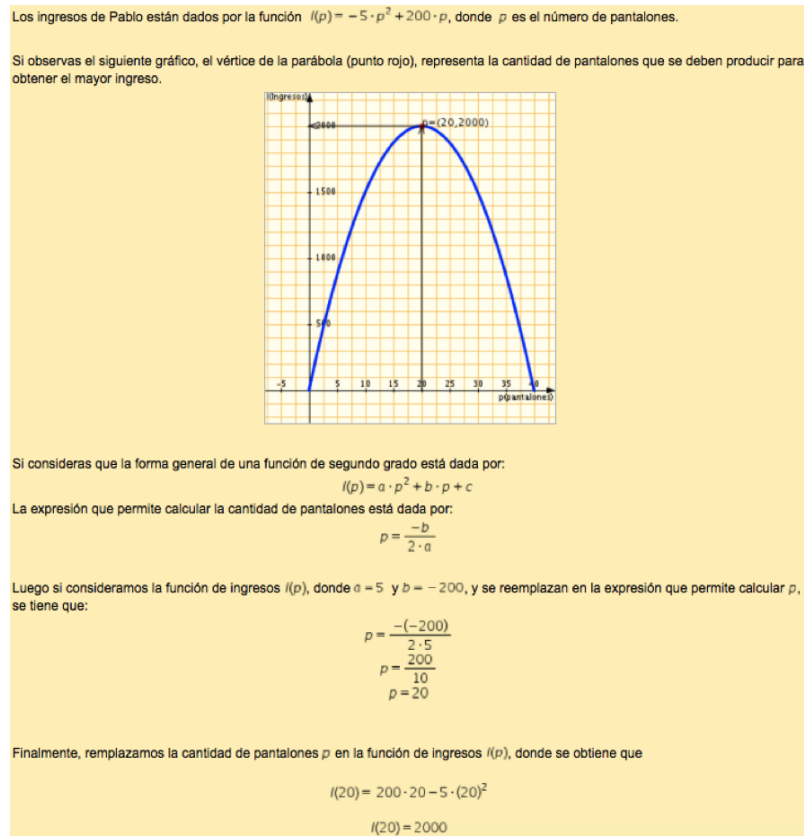 Los ingresos de Pablo están dados por la función I(p) = −5·p² + 200·p, donde p es el número de pantalones.
Si observas el siguiente gráfico, el vértice de la parábola (punto rojo), representa la cantidad de pantalones que se deben producir para
obtener el mayor ingreso.
I(Ingresos)
2000
p=(20,2000)
1500
1000
500
-5 5 10 15 20 25 30 35 40
p(pantalones)
Si consideras que la forma general de una función de segundo grado está dada por:
I(p) = a·p² + b·p + c
La expresión que permite calcular la cantidad de pantalones está dada por:
p = −b / 2·a
Luego si consideramos la función de ingresos I(p), donde a = 5 y b = −200, y se reemplazan en la expresión que permite calcular p,
se tiene que:
p = −(−200) / 2·5
p = 200 / 10
p = 20
Finalmente, remplazamos la cantidad de pantalones p en la función de ingresos I(p), donde se obtiene que
I(20) = 200·20 − 5·(20)²
I(20) = 2000